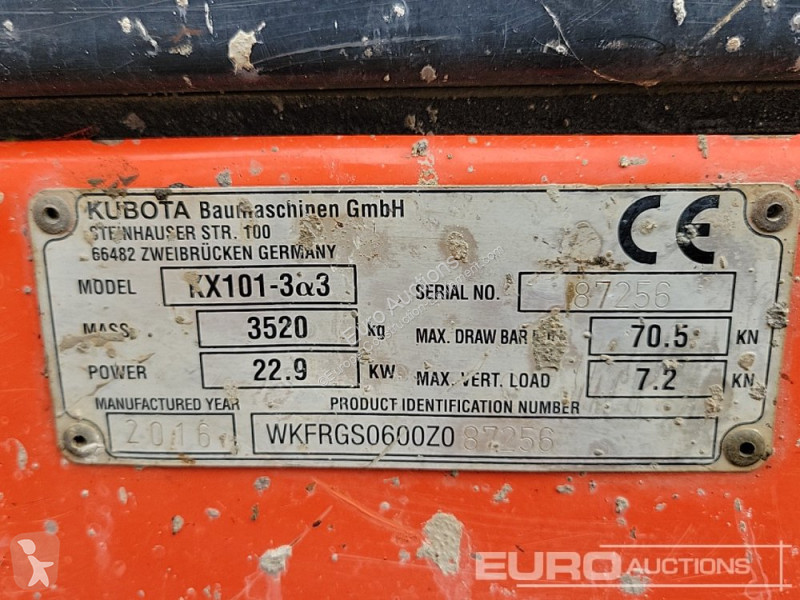 KUBOTA Baumaschinen GmbH
STEINHAUSER STR. 100
66482 ZWEIBRÜCKEN GERMANY
CE
MODEL KX101-3α3 SERIAL NO. 87256
MASS 3520 kg MAX. DRAW BAR 70.5 KN
POWER 22.9 KW MAX. VERT. LOAD 7.2 KN
MANUFACTURED YEAR PRODUCT IDENTIFICATION NUMBER
2016 WKFRGS0600Z087256
Euro Auctions
EURO AUCTIONS